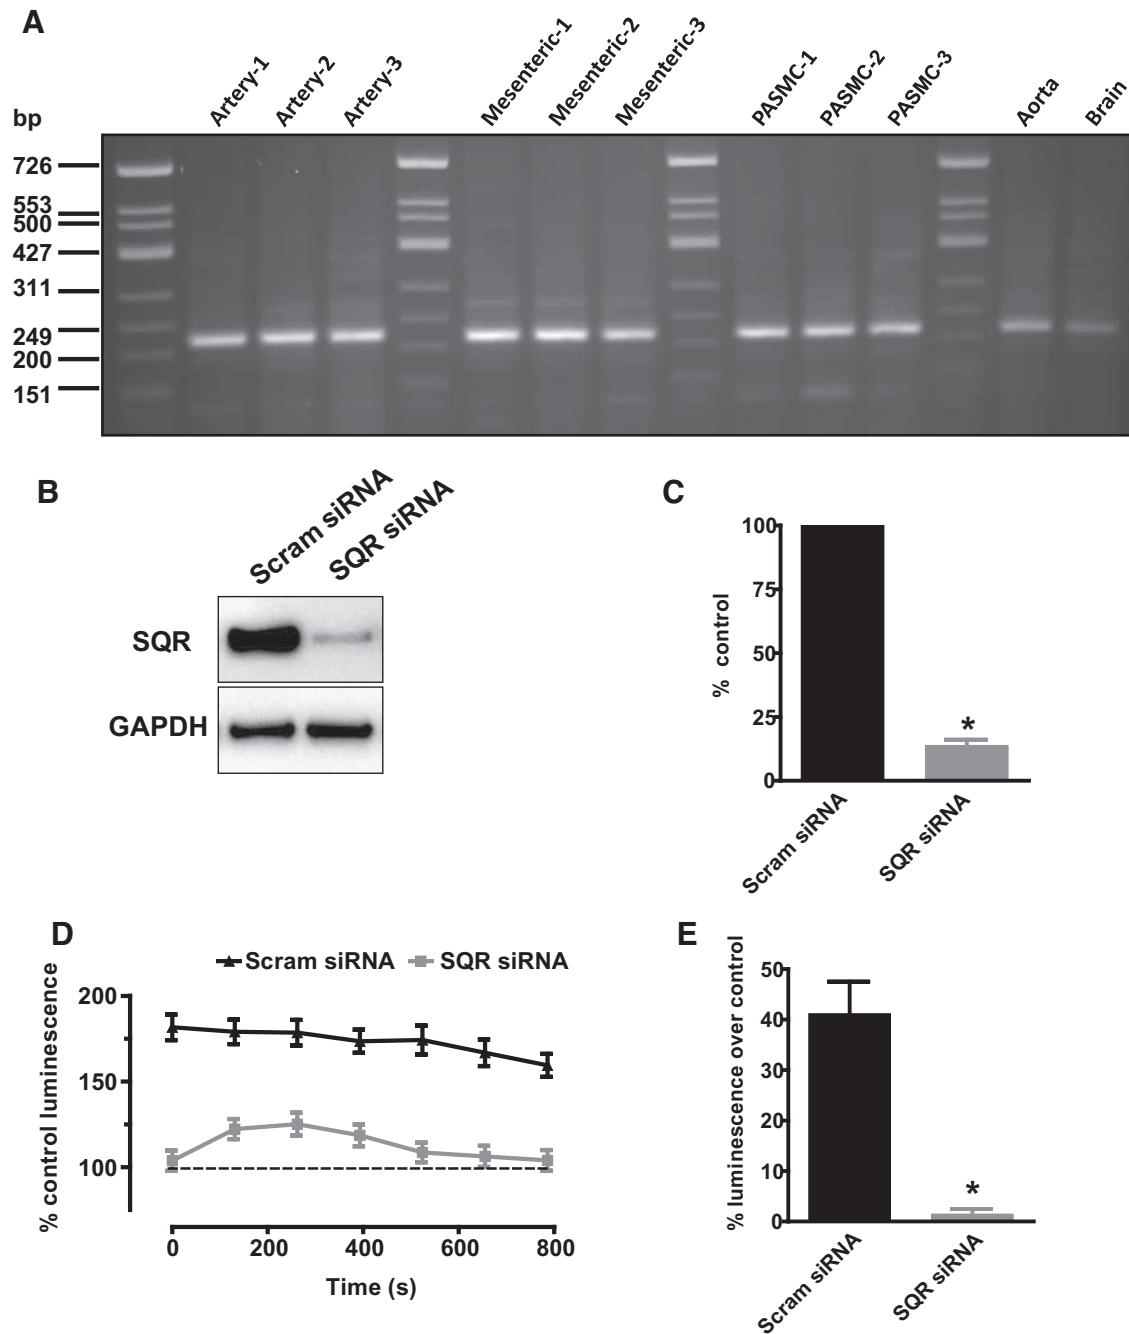 A
Artery-1
Artery-2
Artery-3
Mesenteric-1
Mesenteric-2
Mesenteric-3
PASMC-1
PASMC-2
PASMC-3
Aorta
Brain
bp
726
553
500
427
311
249
200
151
B
Scram siRNA
SQR siRNA
SQR
GAPDH
C
% control
100
75
50
25
0
*
Scram siRNA
SQR siRNA
D
Scram siRNA
SQR siRNA
% control luminescence
200
150
100
0
200
400
600
800
Time (s)
E
% luminescence over control
50
40
30
20
10
0
*
Scram siRNA
SQR siRNA